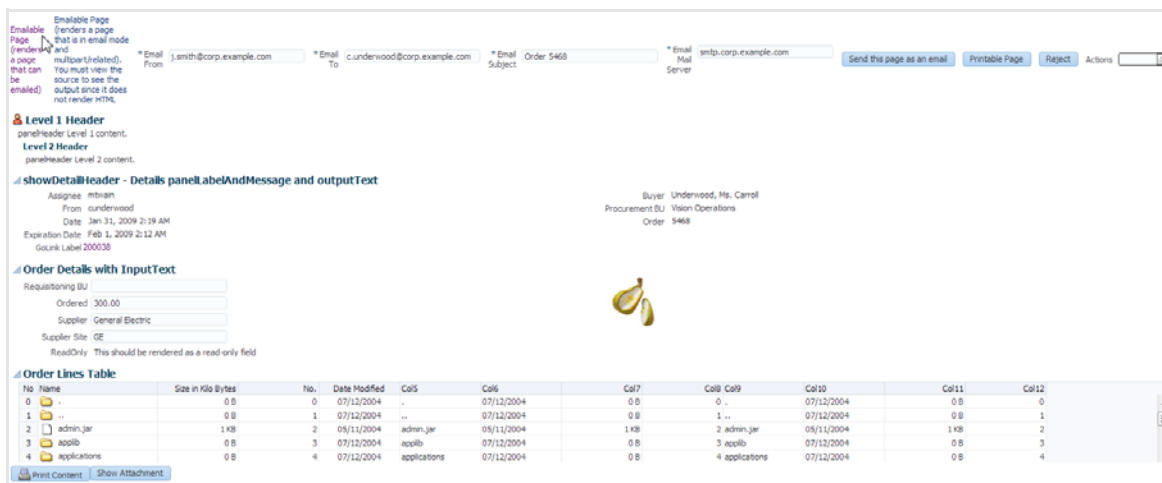 Emailable Page (renders a page that can be emailed)
Emailable Page (renders a page that is in email mode and multipart/related). You must view the source to see the output since it does not render HTML
* Email From j.smith@corp.example.com
* Email To c.underwood@corp.example.com
* Email Subject Order 5468
* Email Mail Server smtp.corp.example.com
Send this page as an email Printable Page Reject Actions
Level 1 Header
panelHeader Level 1 content.
Level 2 Header
panelHeader Level 2 content.
showDetailHeader - Details panelLabelAndMessage and outputText
Assignee mtwain
From cunderwood
Date Jan 31, 2009 2:19 AM
Expiration Date Feb 1, 2009 2:12 AM
GoLink Label 200038
Buyer Underwood, Ms. Carroll
Procurement BU Vision Operations
Order 5468
Order Details with InputText
Requisitioning BU
Ordered 300.00
Supplier General Electric
Supplier Site GE
ReadOnly This should be rendered as a read-only field
Order Lines Table
No Name Size in Kilo Bytes No. Date Modified Col5 Col6 Col7 Col8 Col9 Col10 Col11 Col12
0 . 0 B 0 07/12/2004 . 07/12/2004 0 B 0 . 07/12/2004 0 B 0
1 .. 0 B 1 07/12/2004 .. 07/12/2004 0 B 1 .. 07/12/2004 0 B 1
2 admin.jar 1 KB 2 05/11/2004 admin.jar 05/11/2004 1 KB 2 admin.jar 05/11/2004 1 KB 2
3 applib 0 B 3 07/12/2004 applib 07/12/2004 0 B 3 applib 07/12/2004 0 B 3
4 applications 0 B 4 07/12/2004 applications 07/12/2004 0 B 4 applications 07/12/2004 0 B 4
Print Content Show Attachment